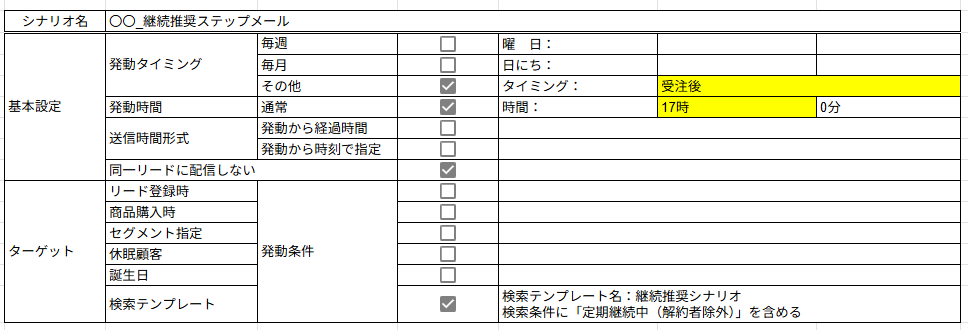 シナリオ名 〇〇_継続推奨ステップメール
基本設定
発動タイミング
毎週 曜　日：
毎月 日にち：
その他 タイミング： 受注後
発動時間 通常 時間： 17時 0分
送信時間形式
発動から経過時間
発動から時刻で指定
同一リードに配信しない
ターゲット
リード登録時
商品購入時
セグメント指定
発動条件
休眠顧客
誕生日
検索テンプレート
検索テンプレート名：継続推奨シナリオ
検索条件に「定期継続中（解約者除外）」を含める